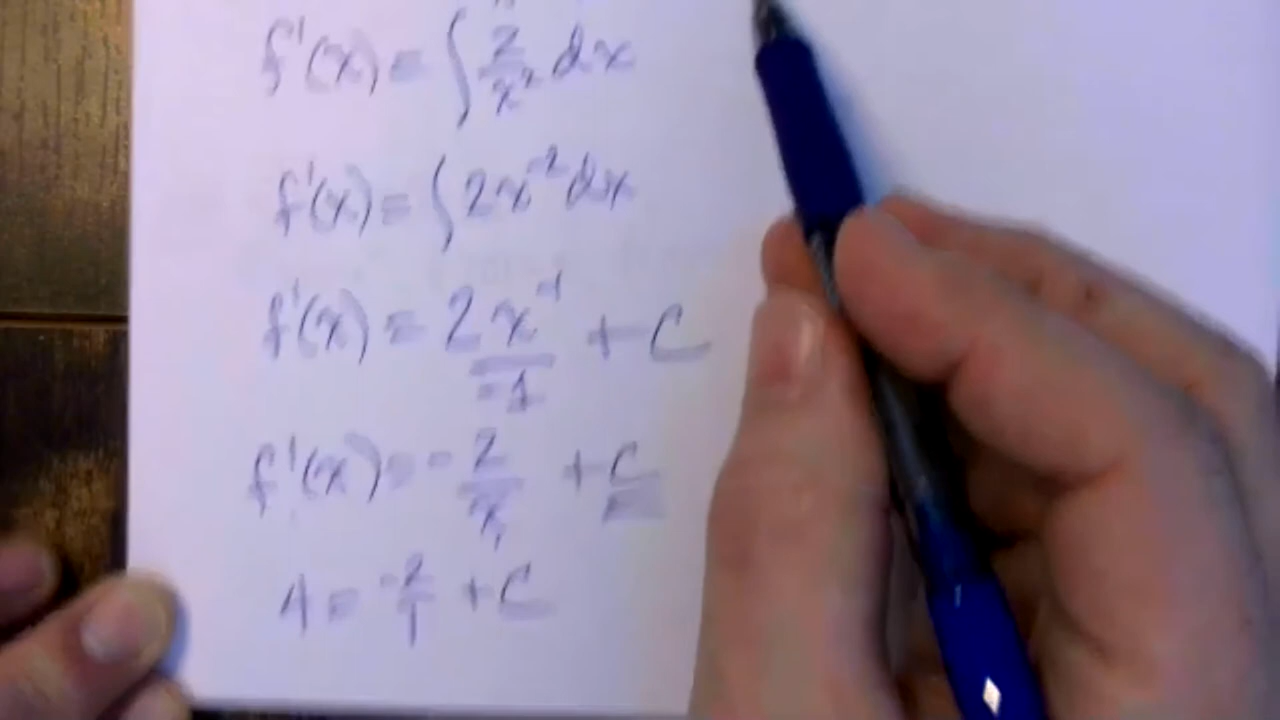 f'(x) = ∫ 2/x² dx
f'(x) = ∫ 2x⁻² dx
f'(x) = 2x⁻¹/-1 + C
f'(x) = -2/x + C
4 = -2/1 + C